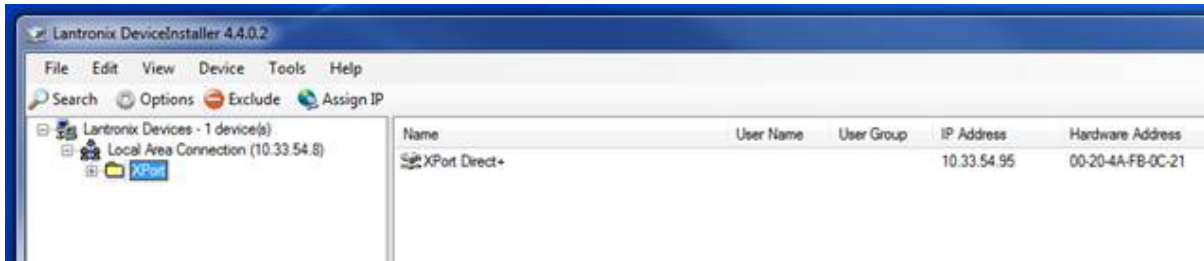 Lantronix DeviceInstaller 4.4.0.2
File Edit View Device Tools Help
Search Options Exclude Assign IP
Lantronix Devices - 1 device(s)
Local Area Connection (10.33.54.8)
XPort
Name User Name User Group IP Address Hardware Address
XPort Direct+ 10.33.54.95 00-20-4A-FB-0C-21